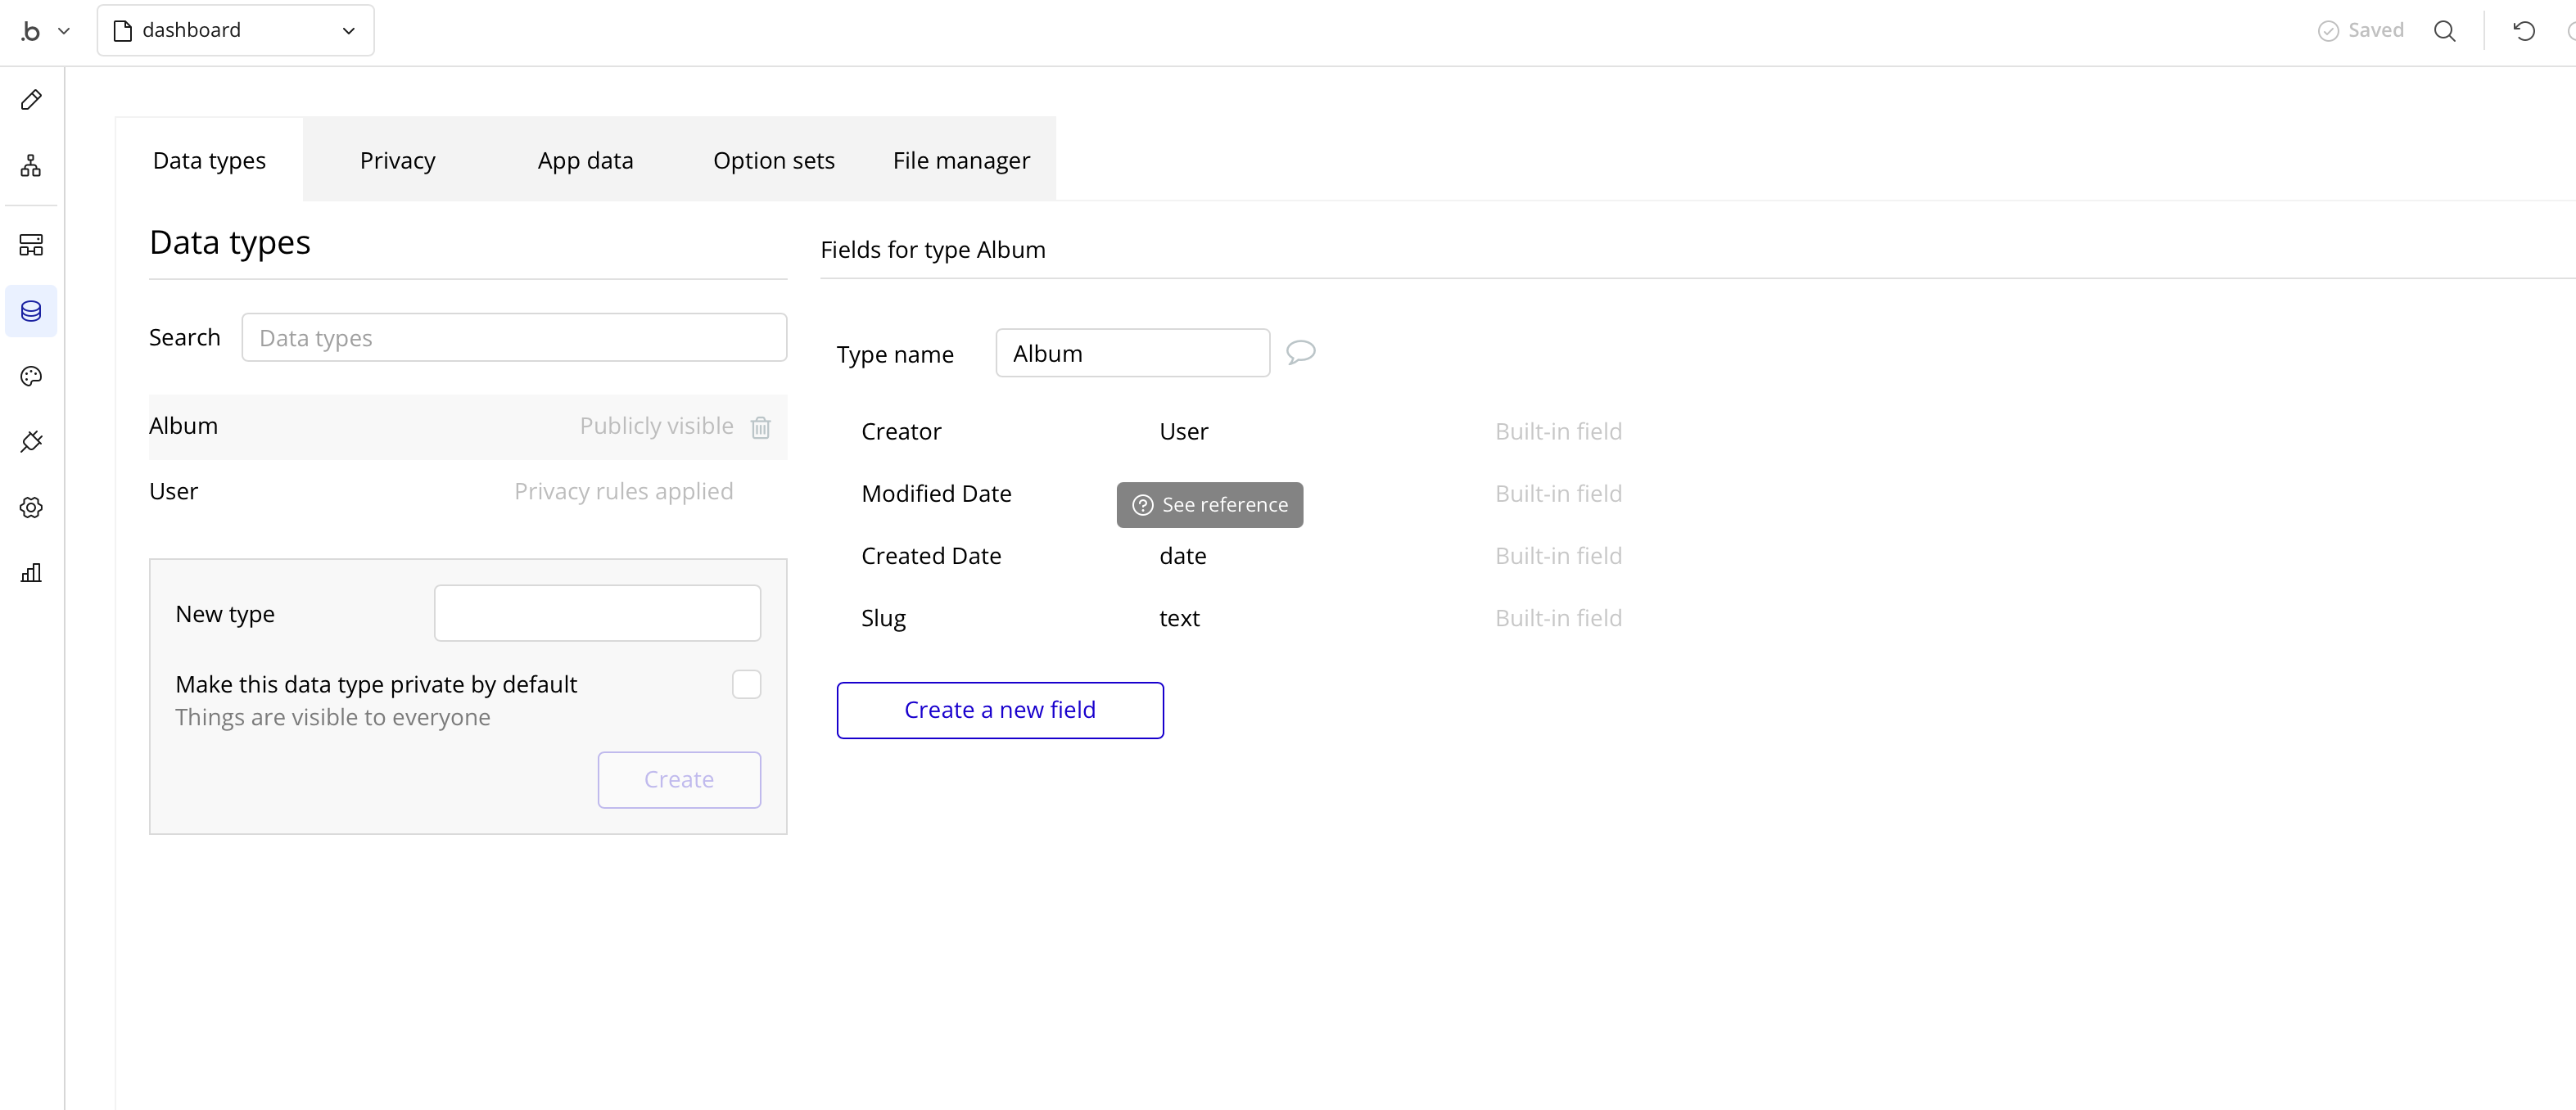 .b
dashboard
Saved
Data types
Privacy
App data
Option sets
File manager
Data types
Fields for type Album
Search
Data types
Type name
Album
Album
Publicly visible
Creator
User
Built-in field
User
Privacy rules applied
Modified Date
Built-in field
See reference
Created Date
date
Built-in field
New type
Slug
text
Built-in field
Make this data type private by default
Things are visible to everyone
Create a new field
Create